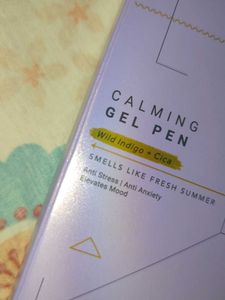 CALMING
GEL PEN
Wild Indigo + Cica
SMELLS LIKE FRESH SUMMER
Anti Stress | Anti Anxiety
Elevates Mood